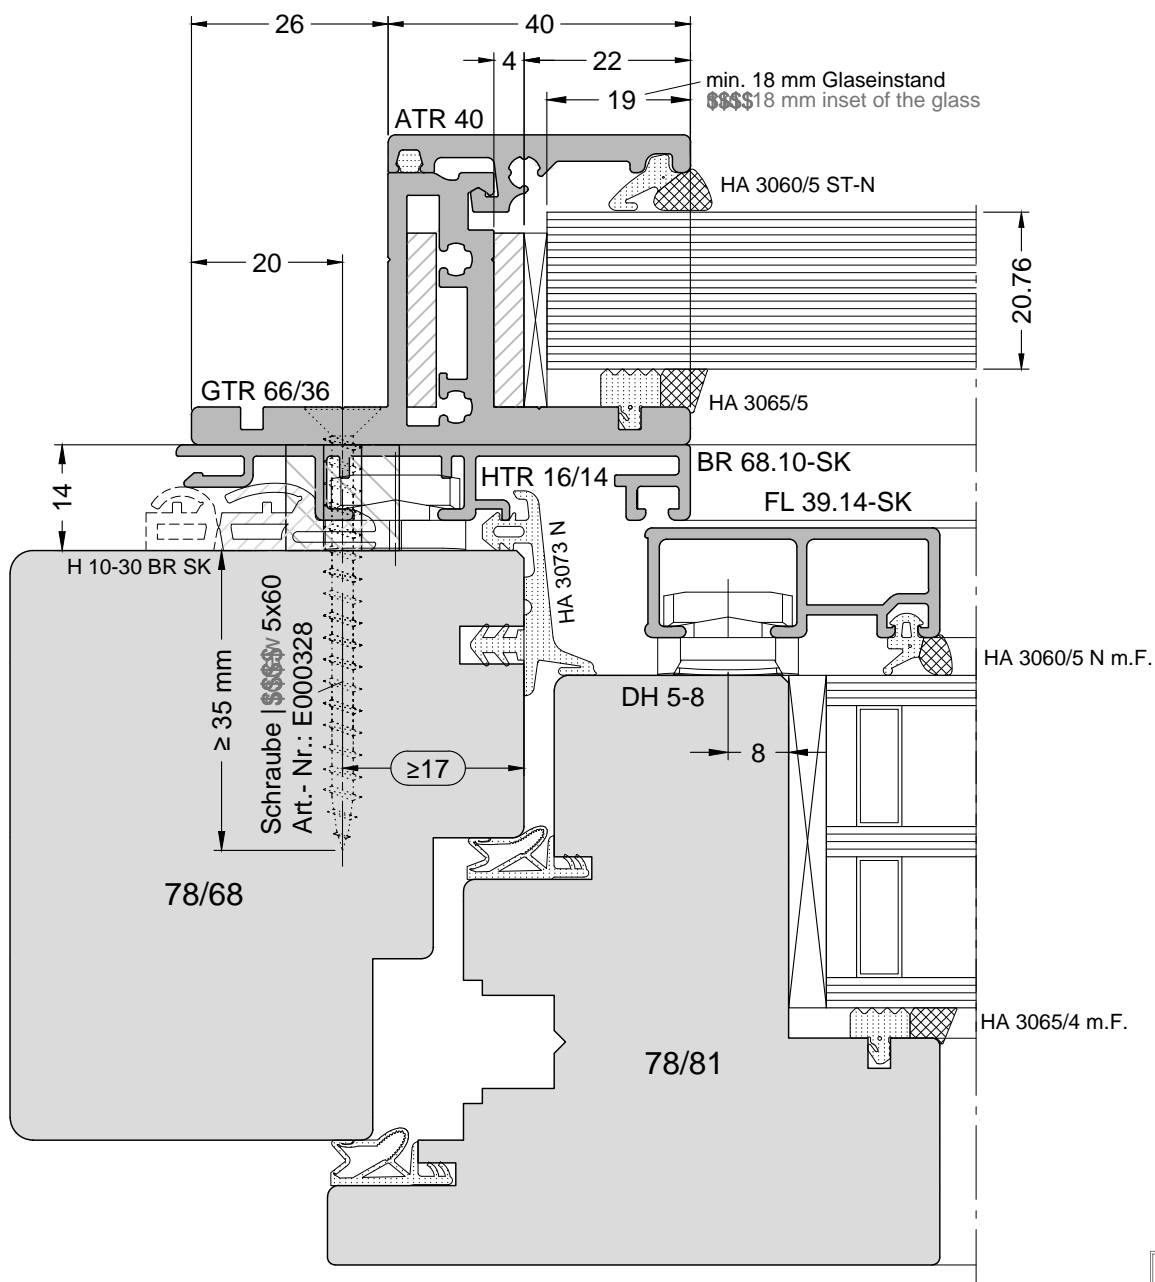 26
40
4
22
min. 18 mm Glaseinstand
18 mm inset of the glass
19
ATR 40
HA 3060/5 ST-N
20
20.76
GTR 66/36
HA 3065/5
14
HTR 16/14
BR 68.10-SK
FL 39.14-SK
H 10-30 BR SK
HA 3073 N
≥ 35 mm
Schraube | 5x60
Art.- Nr.: E000328
HA 3060/5 N m.F.
DH 5-8
8
≥17
78/68
HA 3065/4 m.F.
78/81